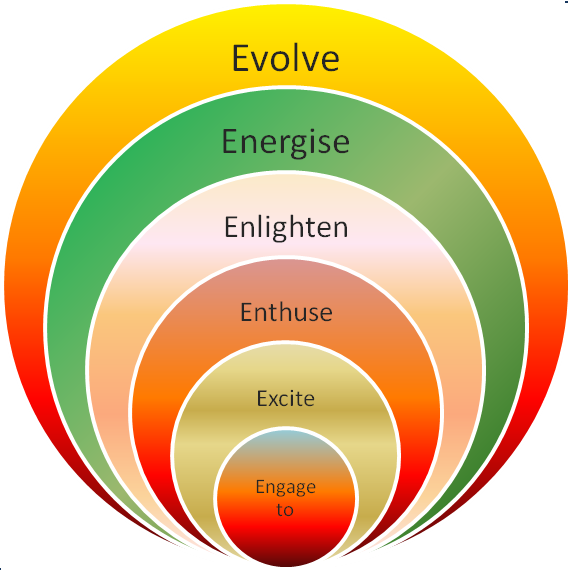 Evolve
Energise
Enlighten
Enthuse
Excite
Engage
to